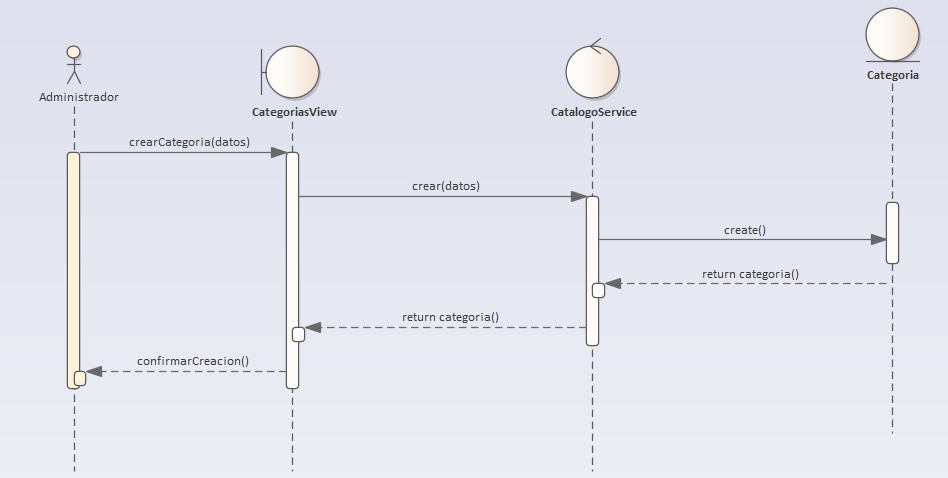 Administrador
CategoriasView
CatalogoService
Categoria
crearCategoria(datos)
crear(datos)
create()
return categoria()
return categoria()
confirmarCreacion()